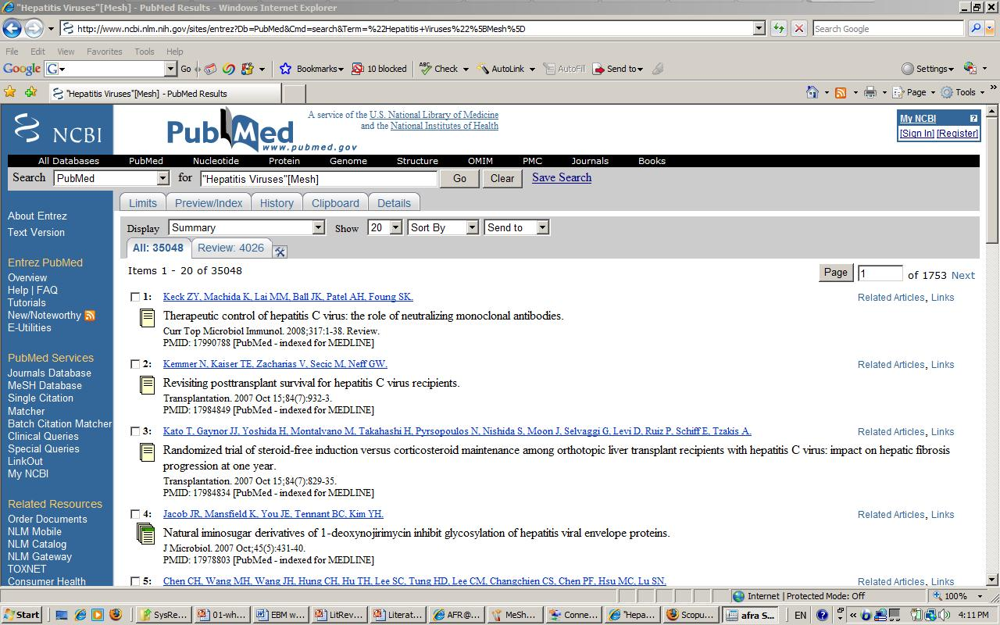 "Hepatitis Viruses"[Mesh] - PubMed Results - Windows Internet Explorer
http://www.ncbi.nlm.nih.gov/sites/entrez?Db=PubMed&Cmd=search&Term=%22Hepatitis+Viruses%22%5BMesh%5D
Search Google
File Edit View Favorites Tools Help
Google G Go Bookmarks 10 blocked ABC Check AutoLink AutoFill Send to Settings
"Hepatitis Viruses"[Mesh] - PubMed Results
Page Tools »
NCBI
PubMed
www.pubmed.gov
A service of the U.S. National Library of Medicine
and the National Institutes of Health
My NCBI ?
[Sign In] [Register]
All Databases PubMed Nucleotide Protein Genome Structure OMIM PMC Journals Books
Search PubMed for "Hepatitis Viruses"[Mesh] Go Clear Save Search
Limits Preview/Index History Clipboard Details
Display Summary Show 20 Sort By Send to
All: 35048 Review: 4026
Items 1 - 20 of 35048
Page 1 of 1753 Next
About Entrez
Text Version
Entrez PubMed
Overview
Help | FAQ
Tutorials
New/Noteworthy
E-Utilities
PubMed Services
Journals Database
MeSH Database
Single Citation
Matcher
Batch Citation Matcher
Clinical Queries
Special Queries
LinkOut
My NCBI
Related Resources
Order Documents
NLM Mobile
NLM Catalog
NLM Gateway
TOXNET
Consumer Health
1: Keck ZY, Machida K, Lai MM, Ball JK, Patel AH, Foung SK. Related Articles, Links
Therapeutic control of hepatitis C virus: the role of neutralizing monoclonal antibodies.
Curr Top Microbiol Immunol. 2008;317:1-38. Review.
PMID: 17990788 [PubMed - indexed for MEDLINE]
2: Kemmer N, Kaiser TE, Zacharias V, Secic M, Neff GW. Related Articles, Links
Revisiting posttransplant survival for hepatitis C virus recipients.
Transplantation. 2007 Oct 15;84(7):932-3.
PMID: 17984849 [PubMed - indexed for MEDLINE]
3: Kato T, Gaynor JJ, Yoshida H, Montalvano M, Takahashi H, Pyrsopoulos N, Nishida S, Moon J, Selvaggi G, Levi D, Ruiz P, Schiff E, Tzakis A. Related Articles, Links
Randomized trial of steroid-free induction versus corticosteroid maintenance among orthotopic liver transplant recipients with hepatitis C virus: impact on hepatic fibrosis
progression at one year.
Transplantation. 2007 Oct 15;84(7):829-35.
PMID: 17984834 [PubMed - indexed for MEDLINE]
4: Jacob JR, Mansfield K, You JE, Tennant BC, Kim YH. Related Articles, Links
Natural iminosugar derivatives of 1-deoxynojirimycin inhibit glycosylation of hepatitis viral envelope proteins.
J Microbiol. 2007 Oct;45(5):431-40.
PMID: 17978803 [PubMed - indexed for MEDLINE]
5: Chen CH, Wang MH, Wang JH, Hung CH, Hu TH, Lee SC, Tung HD, Lee CM, Changchien CS, Chen PF, Hsu MC, Lu SN. Related Articles, Links
Internet | Protected Mode: Off 100%
Start SysRe... 01-wh... EBM w... LitRev... Literat... AFR@... MeSh... Conne... "Hepa... Scopu... afra S... EN 4:11 PM